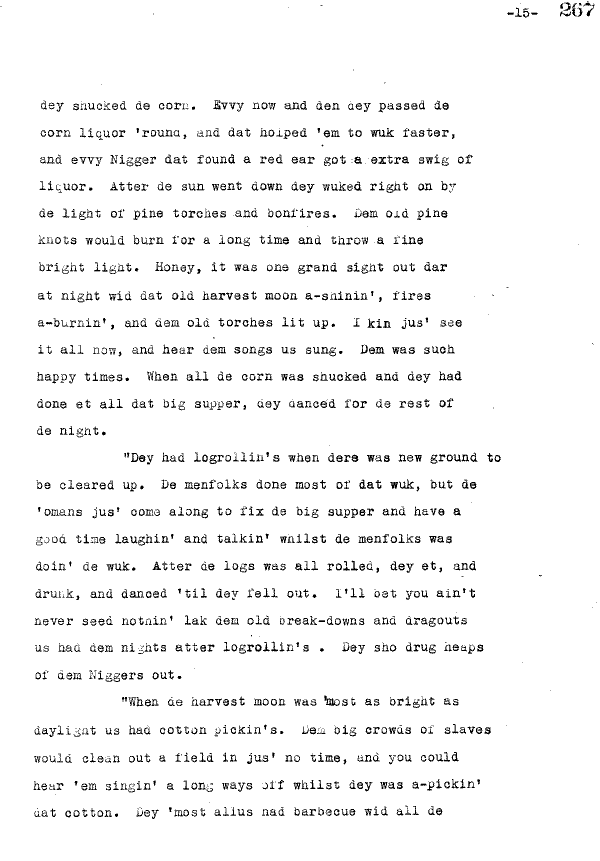 -15- 267
dey shucked de corn. Evvy now and den dey passed de
corn liquor 'round, and dat holped 'em to wuk faster,
and evvy Nigger dat found a red ear got a extra swig of
liquor. Atter de sun went down dey wuked right on by
de light of pine torches and bonfires. Dem old pine
knots would burn for a long time and throw a fine
bright light. Honey, it was one grand sight out dar
at night wid dat old harvest moon a-shinin', fires
a-burnin', and dem old torches lit up. I kin jus' see
it all now, and hear dem songs us sung. Dem was such
happy times. When all de corn was shucked and dey had
done et all dat big supper, dey danced for de rest of
de night.
"Dey had logrollin's when dere was new ground to
be cleared up. De menfolks done most of dat wuk, but de
'omans jus' come along to fix de big supper and have a
good time laughin' and talkin' whilst de menfolks was
doin' de wuk. Atter de logs was all rolled, dey et, and
drunk, and danced 'til dey fell out. I'll bet you ain't
never seed nothin' lak dem old break-downs and dragouts
us had dem nights atter logrollin's . Dey sho drug heaps
of dem Niggers out.
"When de harvest moon was 'most as bright as
daylight us had cotton pickin's. Dem big crowds of slaves
would clean out a field in jus' no time, and you could
hear 'em singin' a long ways off whilst dey was a-pickin'
dat cotton. Dey 'most allus had barbecue wid all de